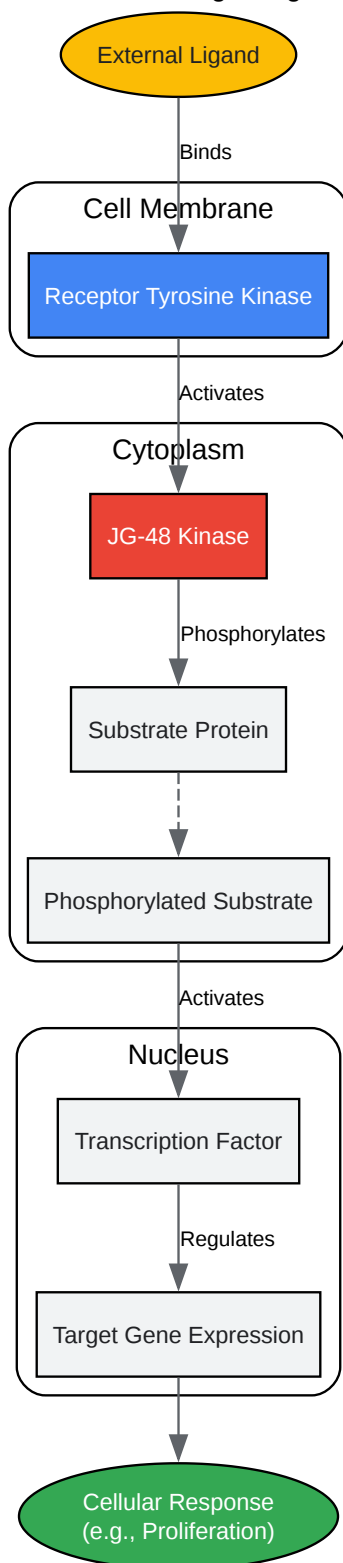 External Ligand
Binds
Cell Membrane
Receptor Tyrosine Kinase
Activates
Cytoplasm
JG-48 Kinase
Phosphorylates
Substrate Protein
Phosphorylated Substrate
Activates
Nucleus
Transcription Factor
Regulates
Target Gene Expression
Cellular Response
(e.g., Proliferation)